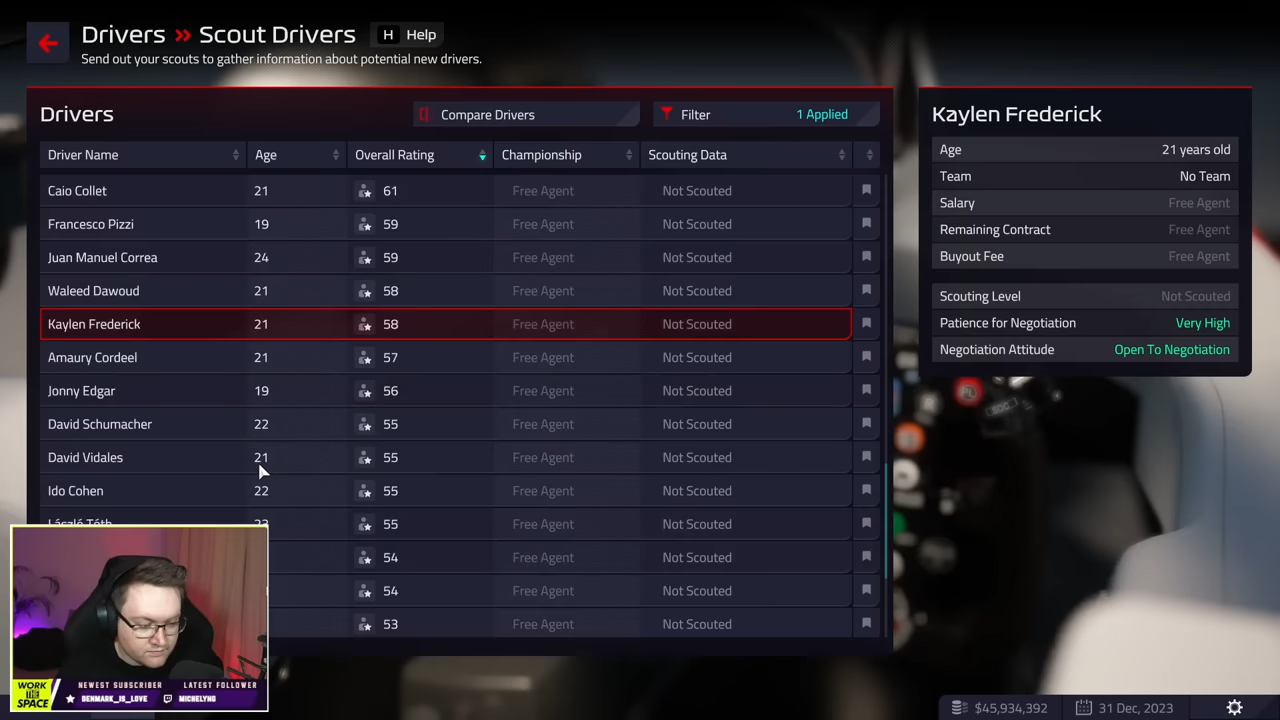 Drivers » Scout Drivers H Help
Send out your scouts to gather information about potential new drivers.
Drivers Compare Drivers Filter 1 Applied
Driver Name Age Overall Rating Championship Scouting Data
Caio Collet 21 61 Free Agent Not Scouted
Francesco Pizzi 19 59 Free Agent Not Scouted
Juan Manuel Correa 24 59 Free Agent Not Scouted
Waleed Dawoud 21 58 Free Agent Not Scouted
Kaylen Frederick 21 58 Free Agent Not Scouted
Amaury Cordeel 21 57 Free Agent Not Scouted
Jonny Edgar 19 56 Free Agent Not Scouted
David Schumacher 22 55 Free Agent Not Scouted
David Vidales 21 55 Free Agent Not Scouted
Ido Cohen 22 55 Free Agent Not Scouted
László Tóth 23 55 Free Agent Not Scouted
54 Free Agent Not Scouted
54 Free Agent Not Scouted
53 Free Agent Not Scouted
Kaylen Frederick
Age 21 years old
Team No Team
Salary Free Agent
Remaining Contract Free Agent
Buyout Fee Free Agent
Scouting Level Not Scouted
Patience for Negotiation Very High
Negotiation Attitude Open To Negotiation
WORK
THE
SPACE
NEWEST SUBSCRIBER LATEST FOLLOWER
DENMARK_IS_LOVE MICHELYNG
$45,934,392 31 Dec, 2023